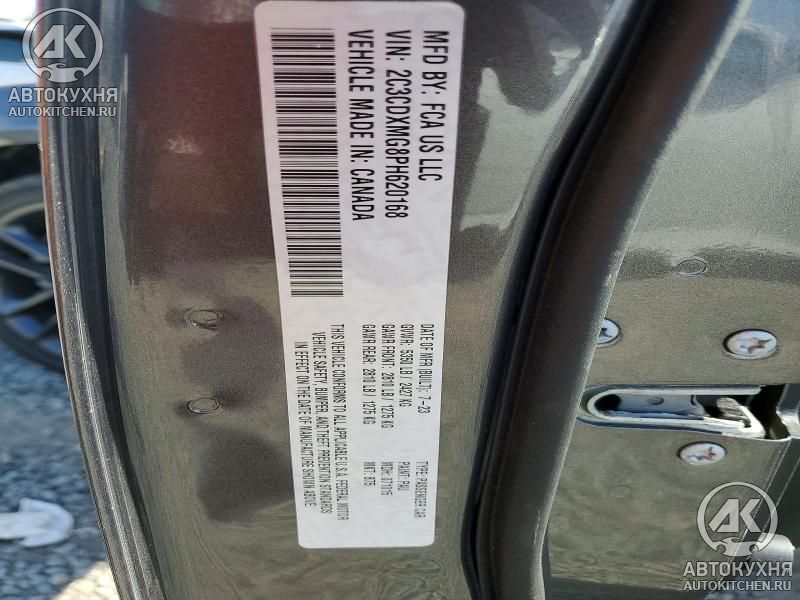 АВТОКУХНЯ
AUTOKITCHEN.RU
MFD BY: FCA US LLC
VIN: 2C3CDXMG8PH620168
VEHICLE MADE IN: CANADA
DATE OF MFR (BUILT): 7-23
GVWR: 5350 LB / 2427 KG
GAWR FRONT: 2810 LB / 1275 KG
GAWR REAR: 2810 LB / 1275 KG
THIS VEHICLE CONFORMS TO ALL APPLICABLE U.S.A. FEDERAL MOTOR
VEHICLE SAFETY, BUMPER, AND THEFT PREVENTION STANDARDS
IN EFFECT ON THE DATE OF MANUFACTURE SHOWN ABOVE.
TYPE: PASSENGER CAR
PAINT: PAU
MDH: 071015
АВТОКУХНЯ
AUTOKITCHEN.RU